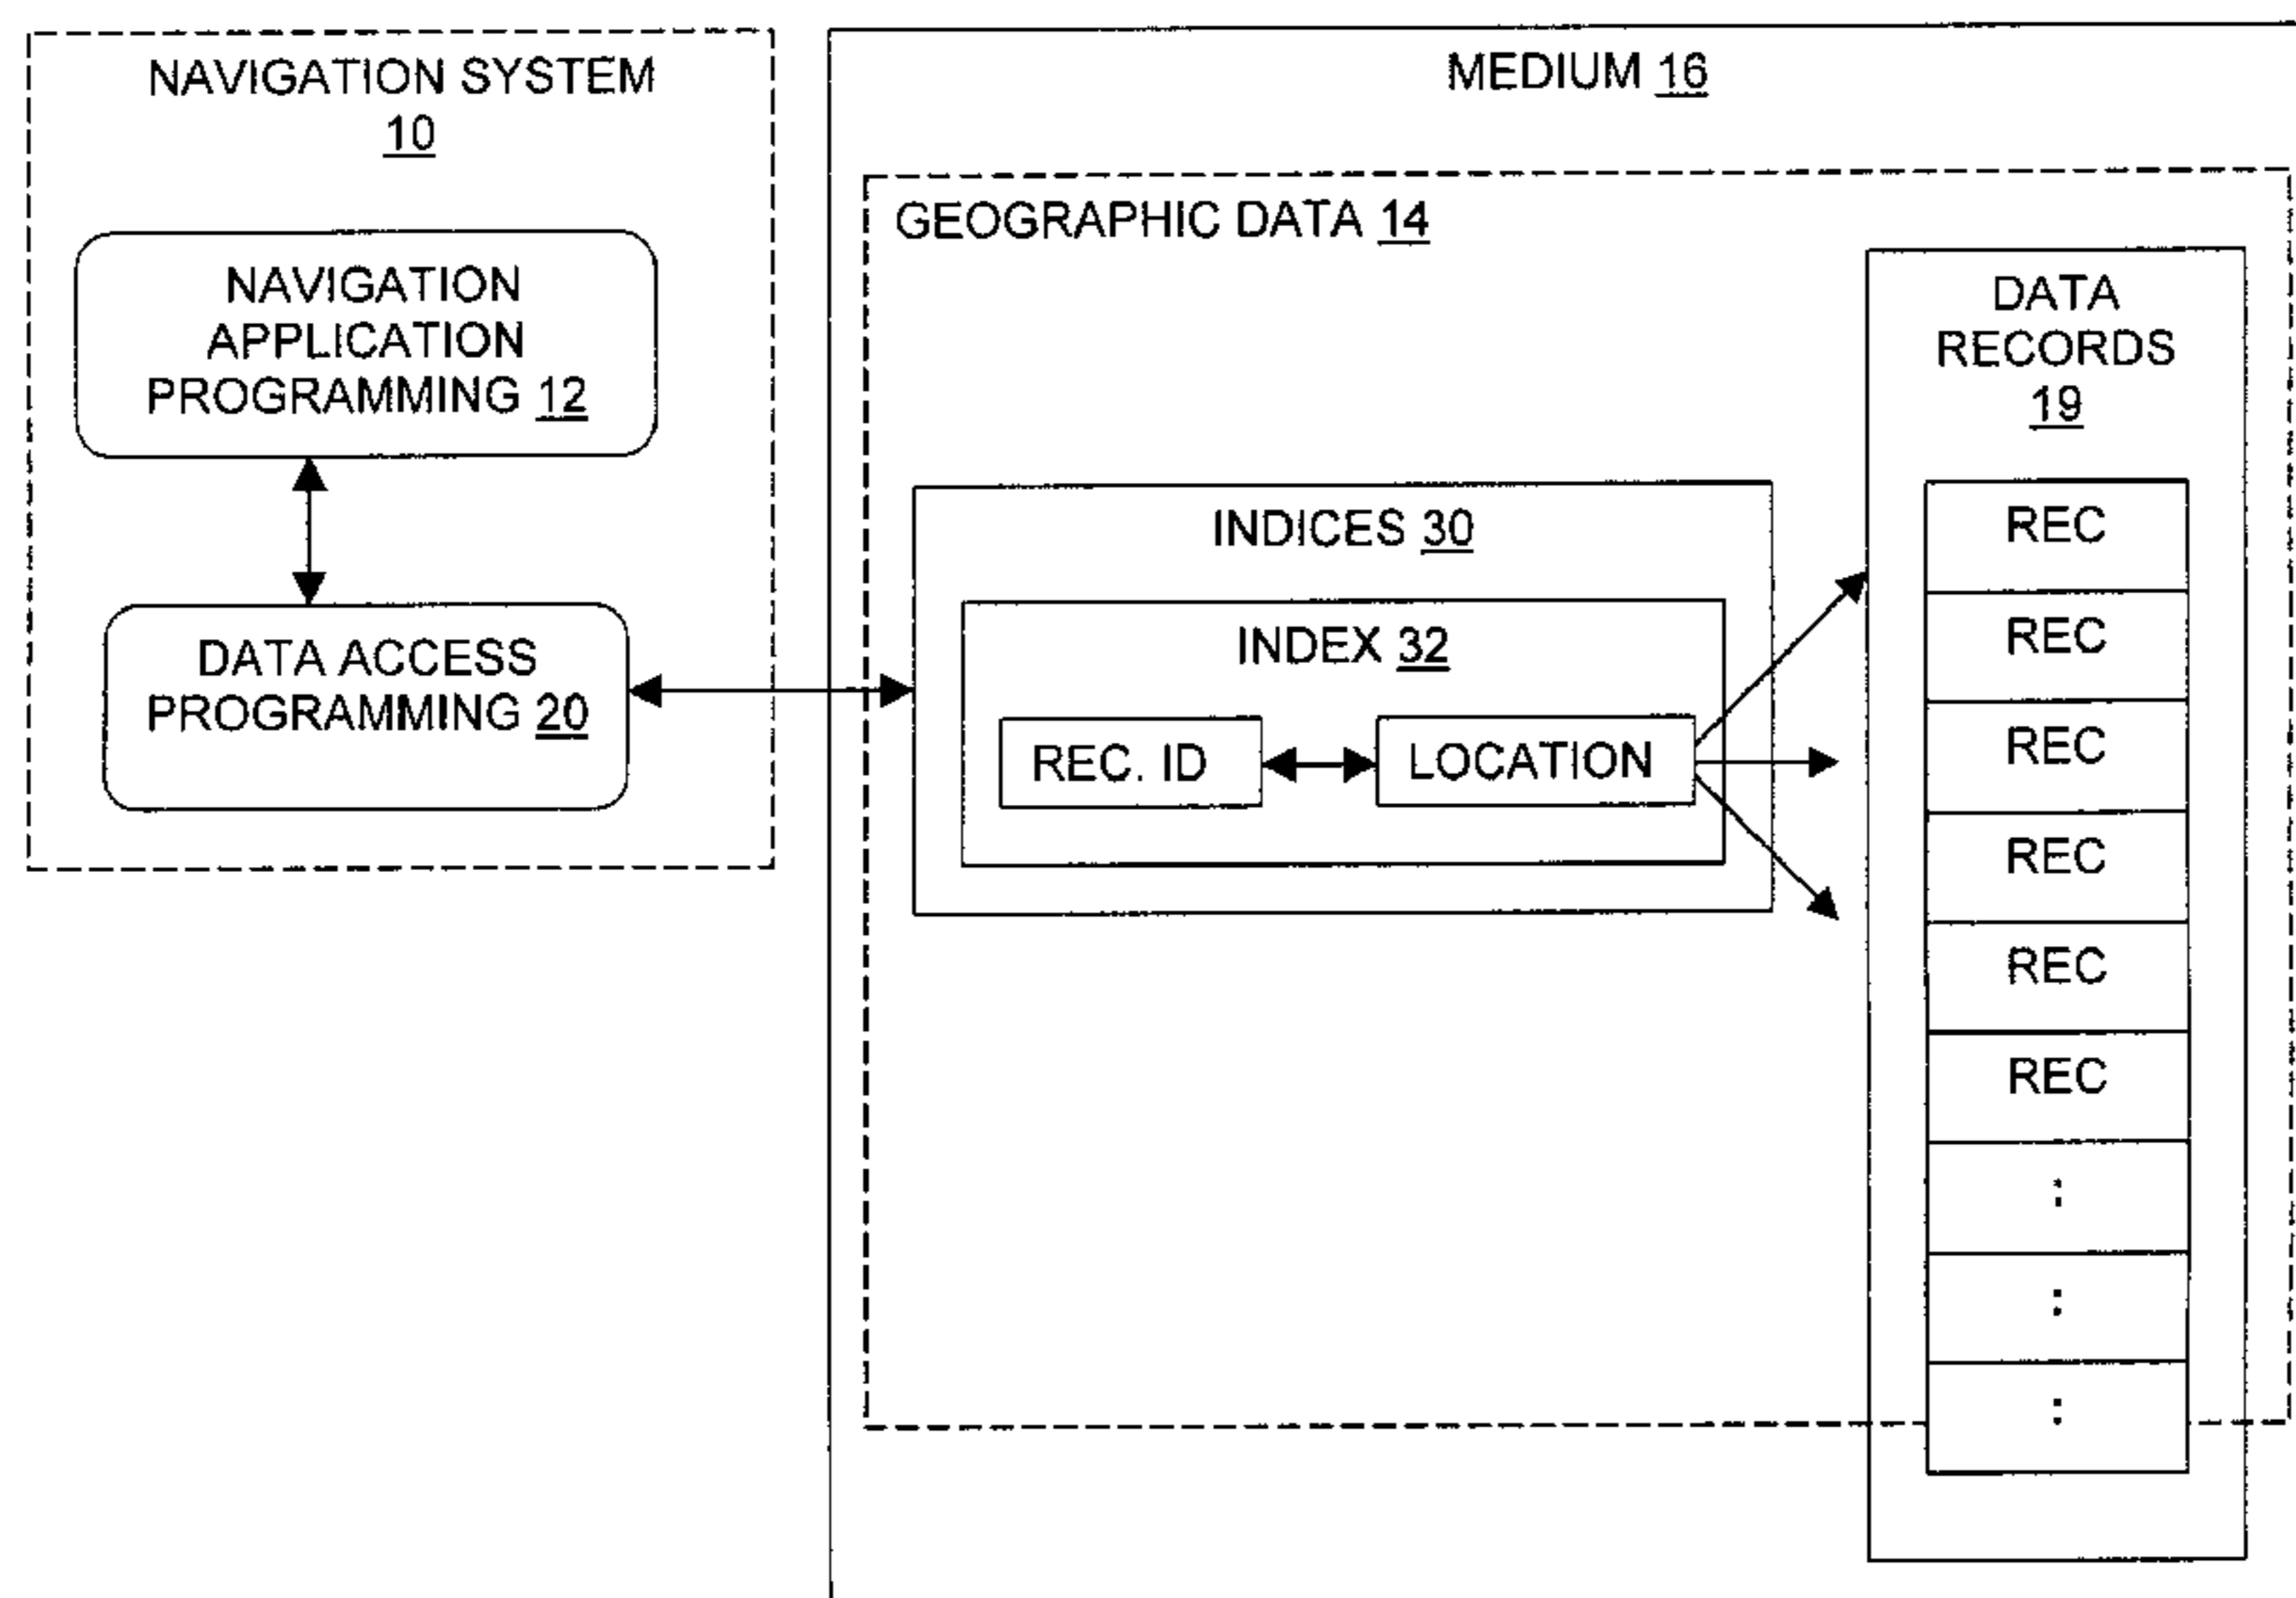 NAVIGATION SYSTEM
10
NAVIGATION
APPLICATION
PROGRAMMING 12
DATA ACCESS
PROGRAMMING 20
MEDIUM 16
GEOGRAPHIC DATA 14
INDICES 30
INDEX 32
REC. ID
LOCATION
DATA
RECORDS
19
REC
REC
REC
REC
REC
REC
:
:
: